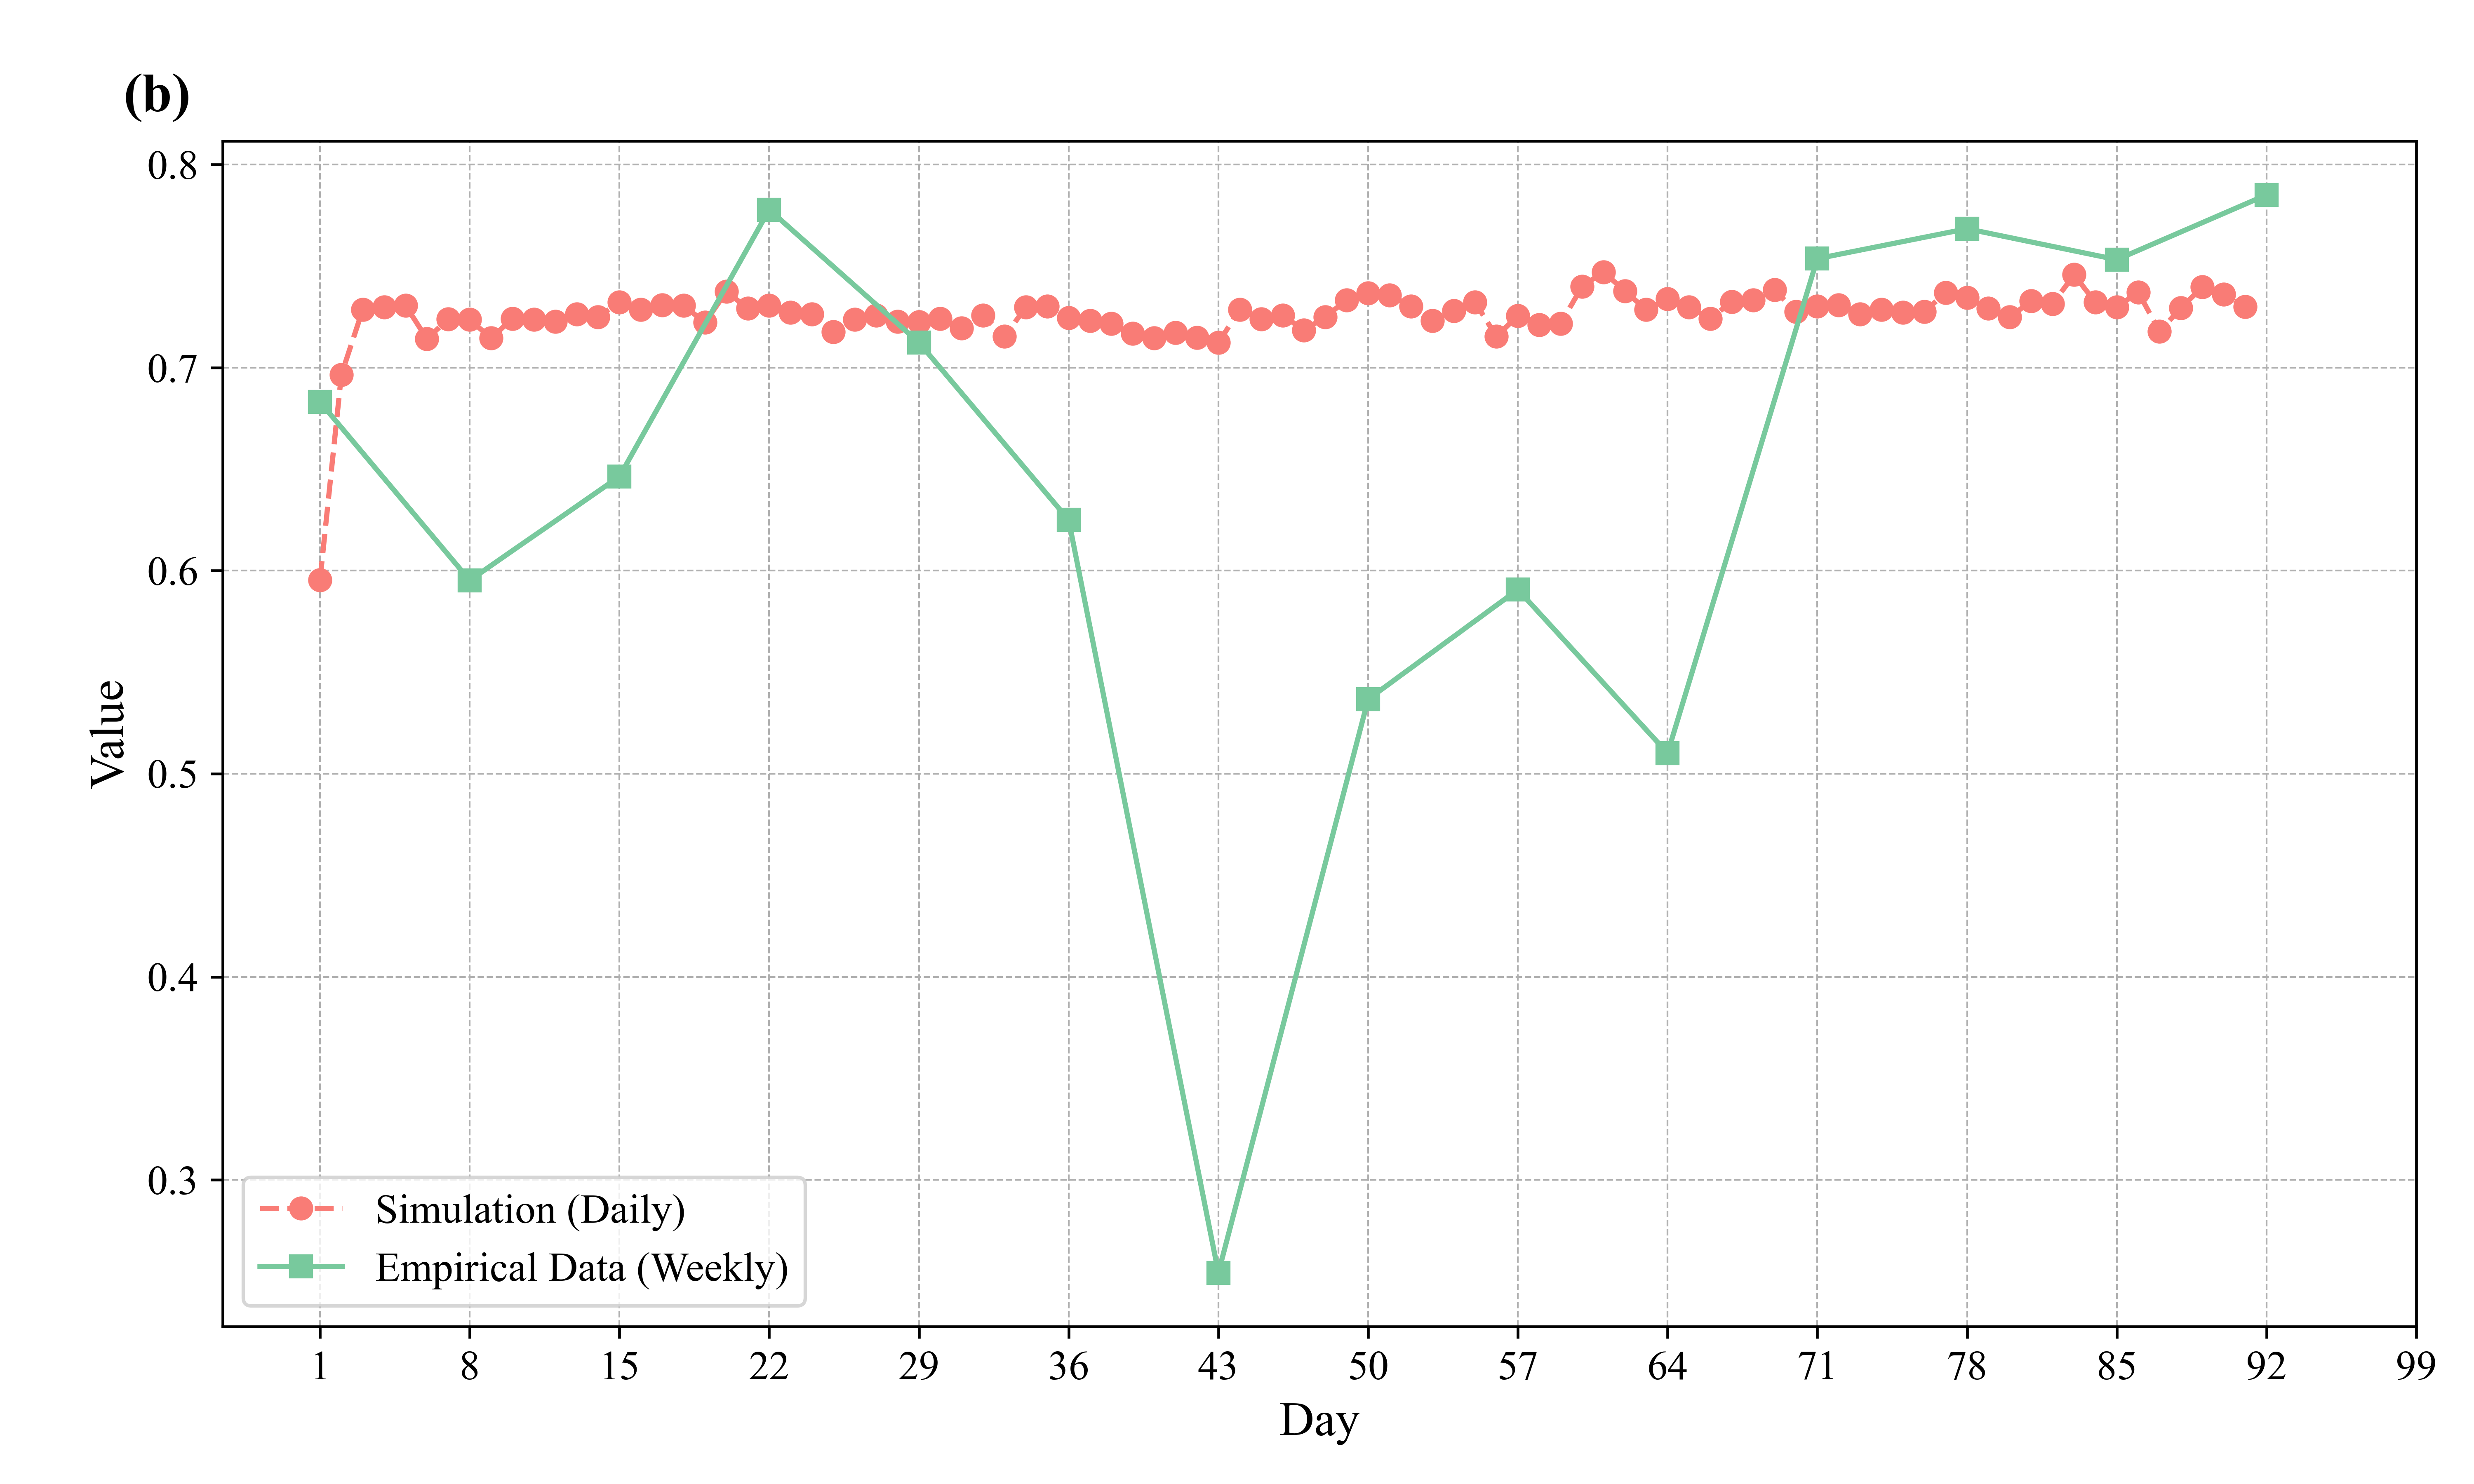 (b)
0.8
0.7
0.6
0.5
0.4
0.3
Value
Simulation (Daily)
Empirical Data (Weekly)
1 8 15 22 29 36 43 50 57 64 71 78 85 92 99
Day